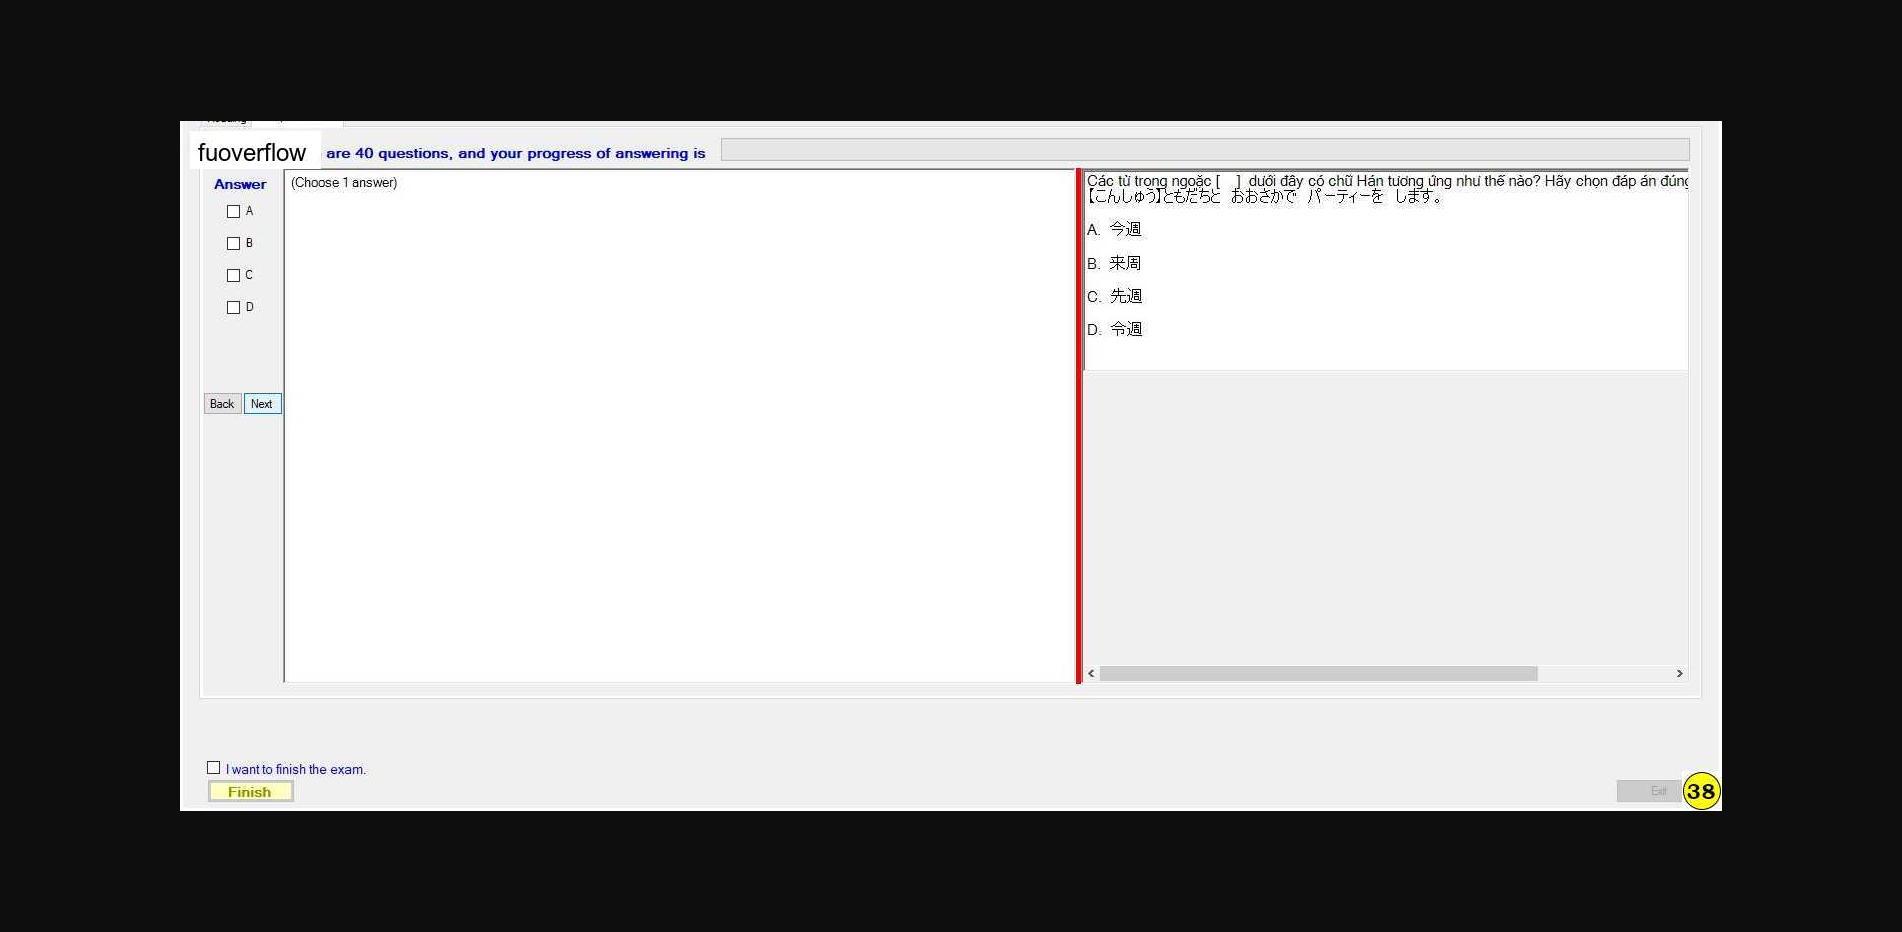 fuoverflow are 40 questions, and your progress of answering is
Answer
(Choose 1 answer)
A
B
C
D
Back Next
Các từ trong ngoặc [ ] dưới đây có chữ Hán tương ứng như thế nào? Hãy chọn đáp án đúng
【こんしゅう】ともだちと おおさかで パーティーを します。
A. 今週
B. 来周
C. 先週
D. 令週
I want to finish the exam.
Finish
Exit
38